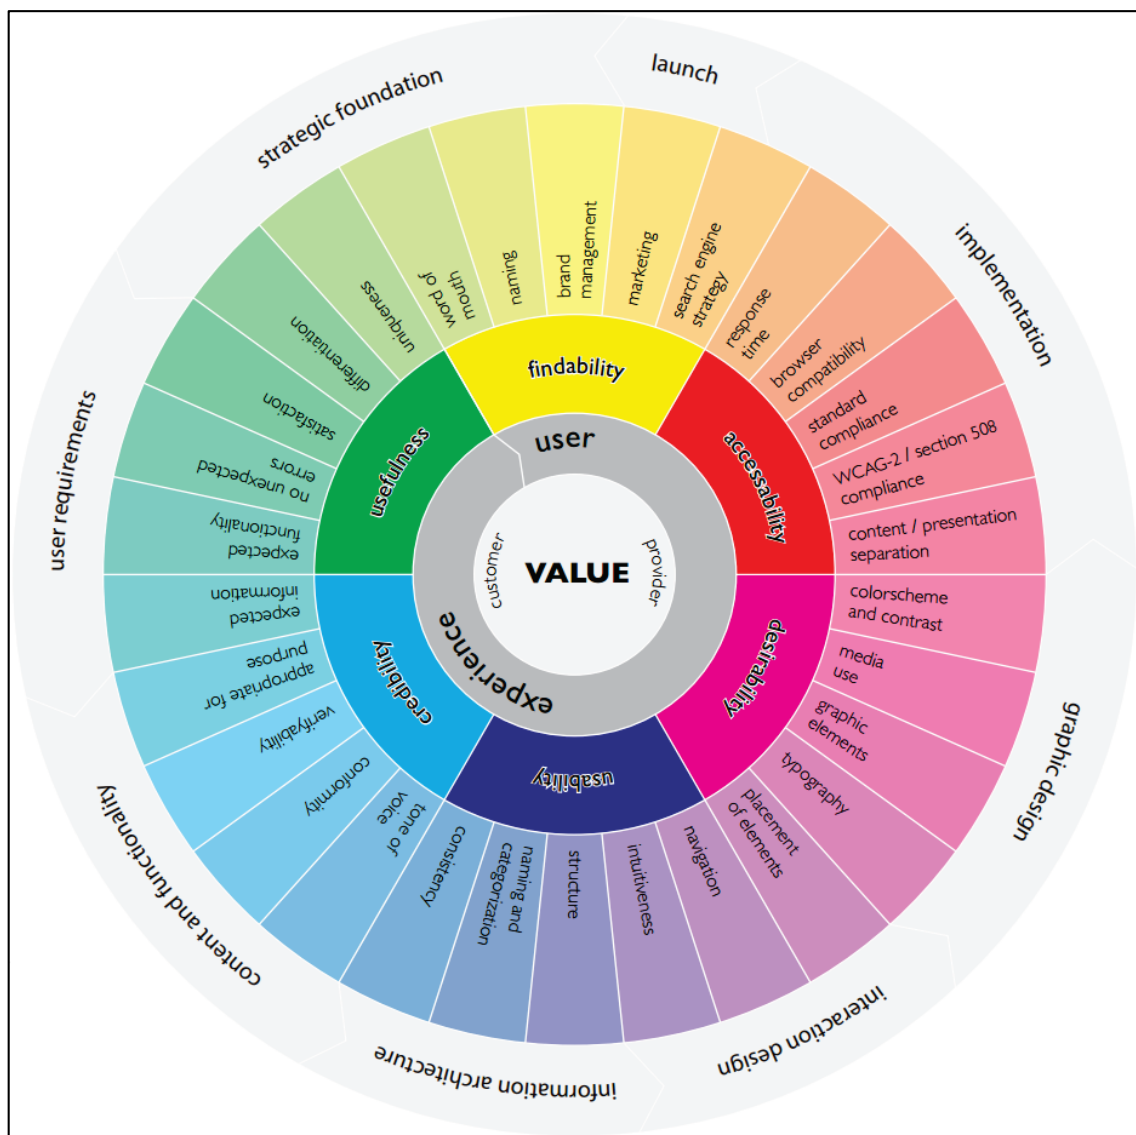 launch
implementation
graphic design
interaction design
information architecture
content and functionality
user requirements
strategic foundation
word of
mouth
naming
brand
management
marketing
search engine
strategy
response
time
browser
compatibility
standard
compliance
WCAG-2 / section 508
compliance
content / presentation
separation
colorscheme
and contrast
media
use
graphic
elements
typography
placement
of elements
navigation
intuitiveness
structure
naming and
categorization
consistency
tone of
voice
conformity
verifyability
appropriate for
purpose
expected
information
expected
functionality
no unexpected
errors
satisfaction
differentiation
uniqueness
findability
accessability
desirability
usability
credibility
usefulness
user
experience
customer
provider
VALUE